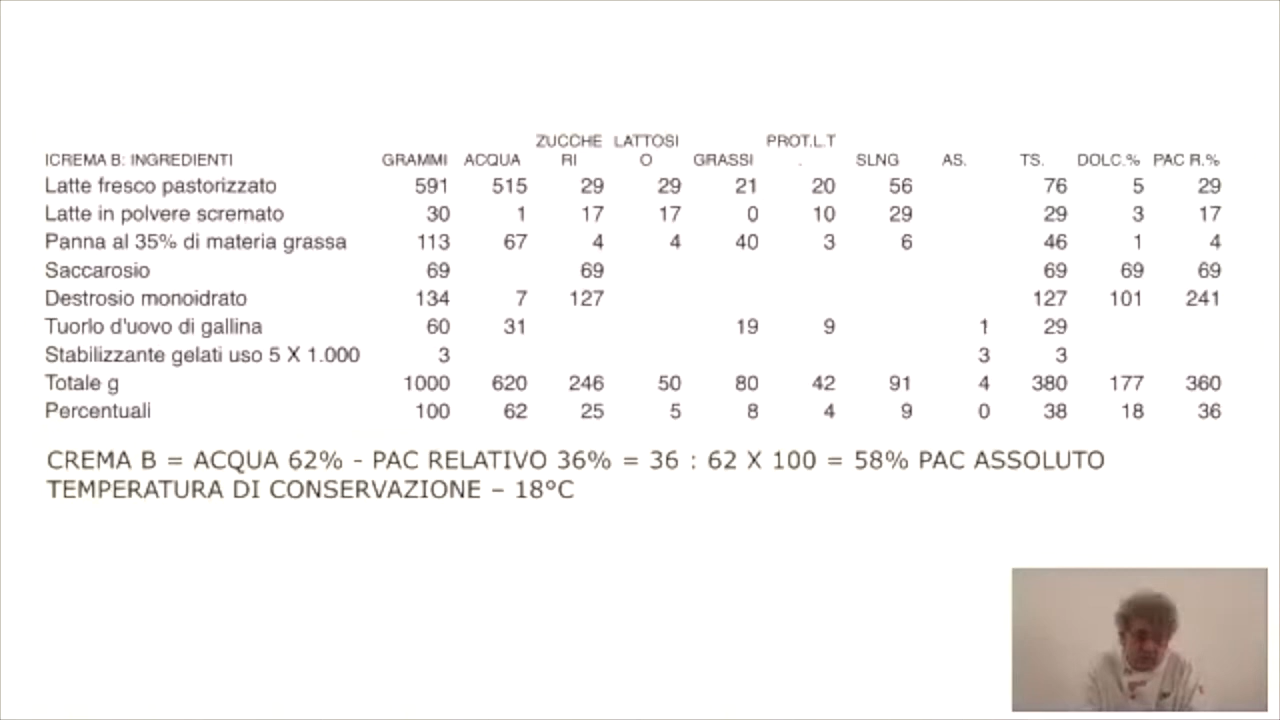 ZUCCHE LATTOSI PROT.L.T
ICREMA B: INGREDIENTI GRAMMI ACQUA RI O GRASSI . SLNG AS. TS. DOLC.% PAC R.%
Latte fresco pastorizzato 591 515 29 29 21 20 56 76 5 29
Latte in polvere scremato 30 1 17 17 0 10 29 29 3 17
Panna al 35% di materia grassa 113 67 4 4 40 3 6 46 1 4
Saccarosio 69 69 69 69 69
Destrosio monoidrato 134 7 127 127 101 241
Tuorlo d'uovo di gallina 60 31 19 9 1 29
Stabilizzante gelati uso 5 X 1.000 3 3 3
Totale g 1000 620 246 50 80 42 91 4 380 177 360
Percentuali 100 62 25 5 8 4 9 0 38 18 36
CREMA B = ACQUA 62% - PAC RELATIVO 36% = 36 : 62 X 100 = 58% PAC ASSOLUTO
TEMPERATURA DI CONSERVAZIONE – 18°C